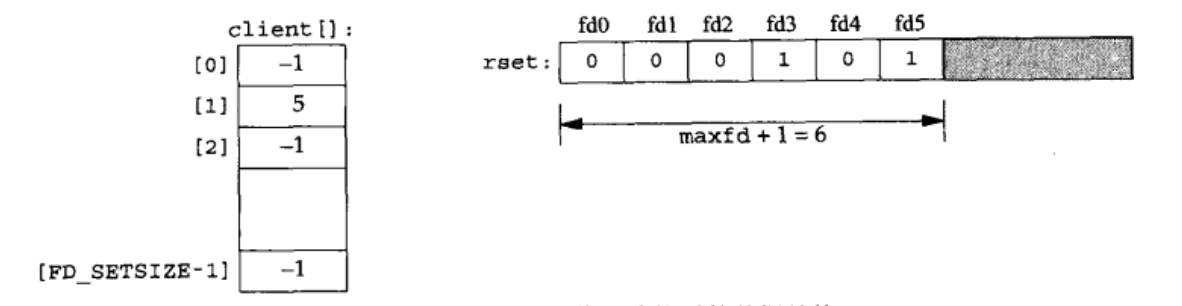 client[]:
[0] -1
[1] 5
[2] -1
[FD_SETSIZE-1] -1
fd0 fd1 fd2 fd3 fd4 fd5
rset: 0 0 0 1 0 1
maxfd + 1 = 6